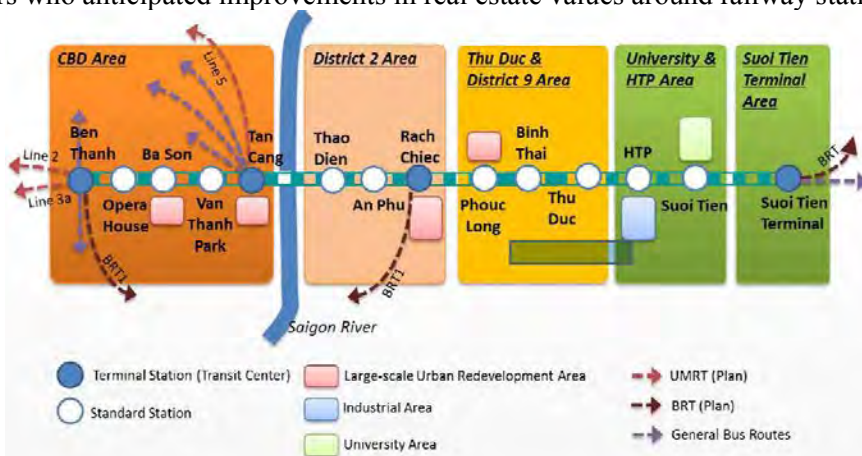 rs who anticipated improvements in real estate values around railway stati
CBD Area
District 2 Area
Thu Duc &
District 9 Area
University &
HTP Area
Suoi Tien
Terminal
Area
Line 5
Ben
Thanh
Ba Son
Tan
Cang
Thao
Dien
Rach
Chiec
Binh
Thai
HTP
BRT
Line 2
Line 3a
Opera
House
Van
Thanh
Park
An Phu
Phouc
Long
Thu
Duc
Suoi Tien
Suoi Tien
Terminal
BRT1
BRT1
Saigon River
Terminal Station (Transit Center)
Standard Station
Large-scale Urban Redevelopment Area
Industrial Area
University Area
UMRT (Plan)
BRT (Plan)
General Bus Routes